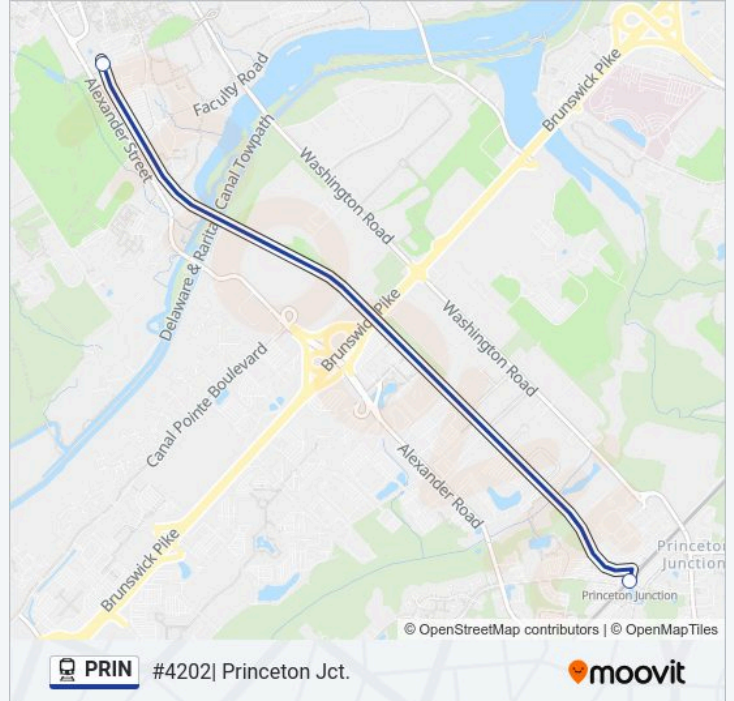 Faculty Road
Brunswick Pike
Alexander Street
Delaware & Raritan Canal Towpath
Washington Road
Brunswick Pike
Washington Road
Canal Pointe Boulevard
Alexander Road
Brunswick Pike
Princeton
Junction
Princeton Junction
© OpenStreetMap contributors | © OpenMapTiles
PRIN #4202| Princeton Jct. moovit